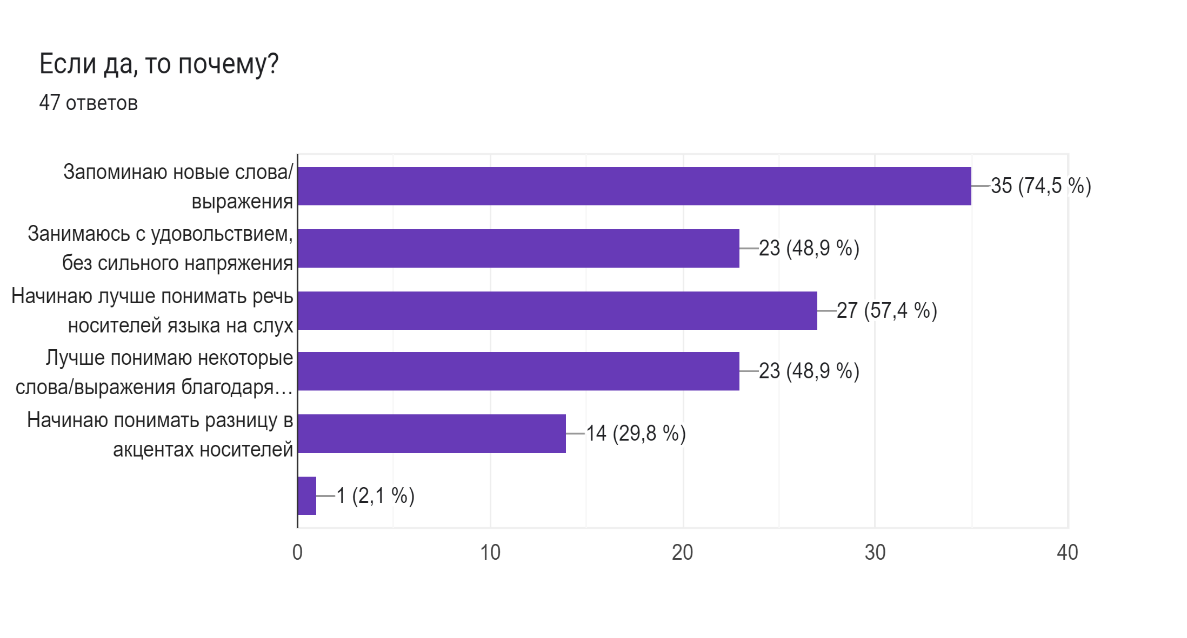 Если да, то почему?
47 ответов
Запоминаю новые слова/
выражения
35 (74,5 %)
Занимаюсь с удовольствием,
без сильного напряжения
23 (48,9 %)
Начинаю лучше понимать речь
носителей языка на слух
27 (57,4 %)
Лучше понимаю некоторые
слова/выражения благодаря…
23 (48,9 %)
Начинаю понимать разницу в
акцентах носителей
14 (29,8 %)
1 (2,1 %)
0 10 20 30 40